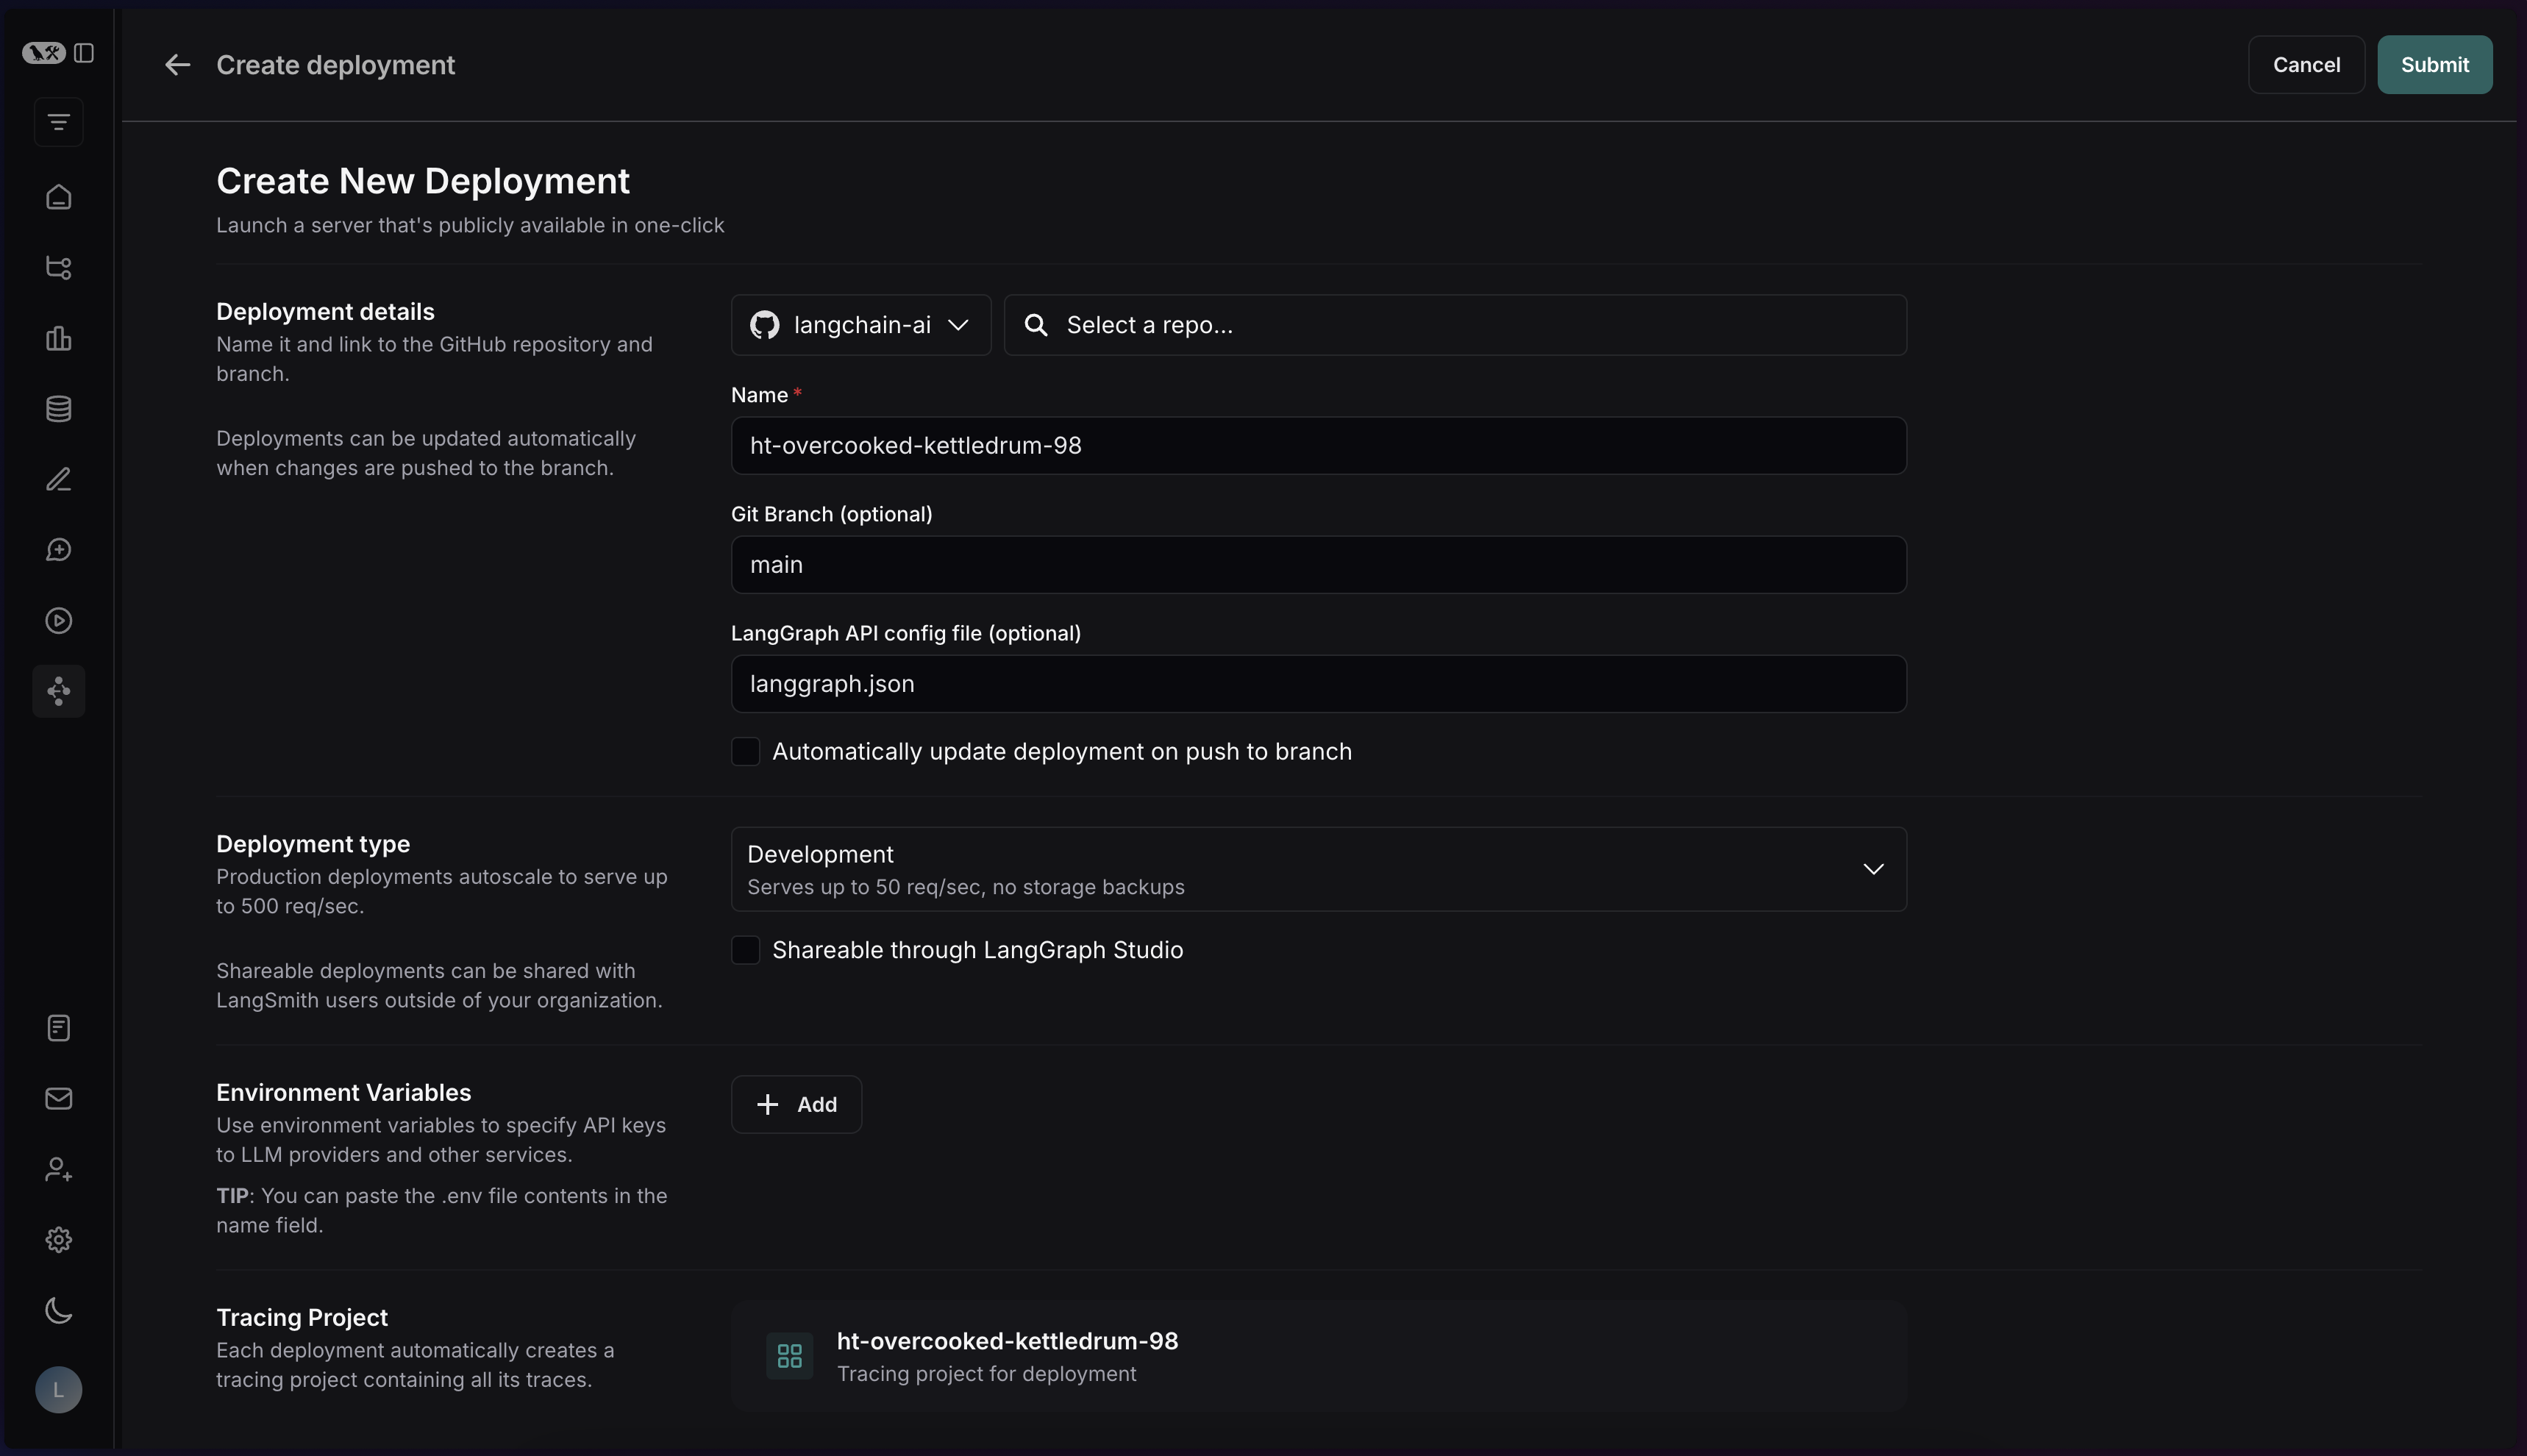 Create deployment
Cancel
Submit
Create New Deployment
Launch a server that's publicly available in one-click
Deployment details
Name it and link to the GitHub repository and
branch.
Deployments can be updated automatically
when changes are pushed to the branch.
langchain-ai
Select a repo...
Name *
ht-overcooked-kettledrum-98
Git Branch (optional)
main
LangGraph API config file (optional)
langgraph.json
Automatically update deployment on push to branch
Deployment type
Production deployments autoscale to serve up
to 500 req/sec.
Shareable deployments can be shared with
LangSmith users outside of your organization.
Development
Serves up to 50 req/sec, no storage backups
Shareable through LangGraph Studio
Environment Variables
Use environment variables to specify API keys
to LLM providers and other services.
TIP: You can paste the .env file contents in the
name field.
Add
Tracing Project
Each deployment automatically creates a
tracing project containing all its traces.
ht-overcooked-kettledrum-98
Tracing project for deployment
L